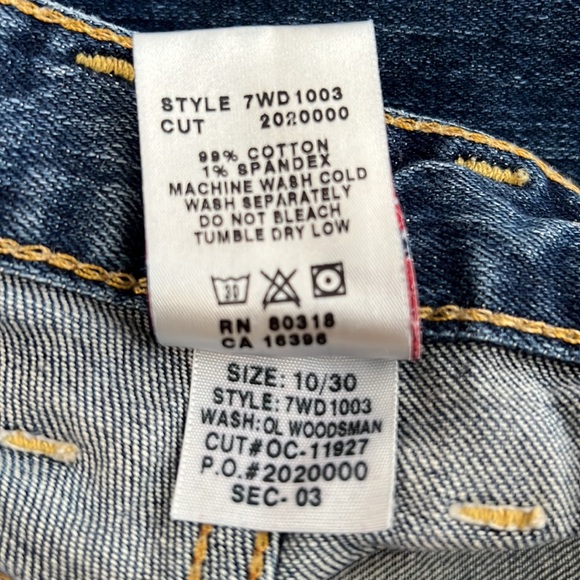 STYLE 7WD1003
CUT 2020000
99% COTTON
1% SPANDEX
MACHINE WASH COLD
WASH SEPARATELY
DO NOT BLEACH
TUMBLE DRY LOW
30
RN 80318
CA 16396
SIZE: 10/30
STYLE: 7WD1003
WASH: OL WOODSMAN
CUT#OC-11927
P.O.#2020000
SEC- 03